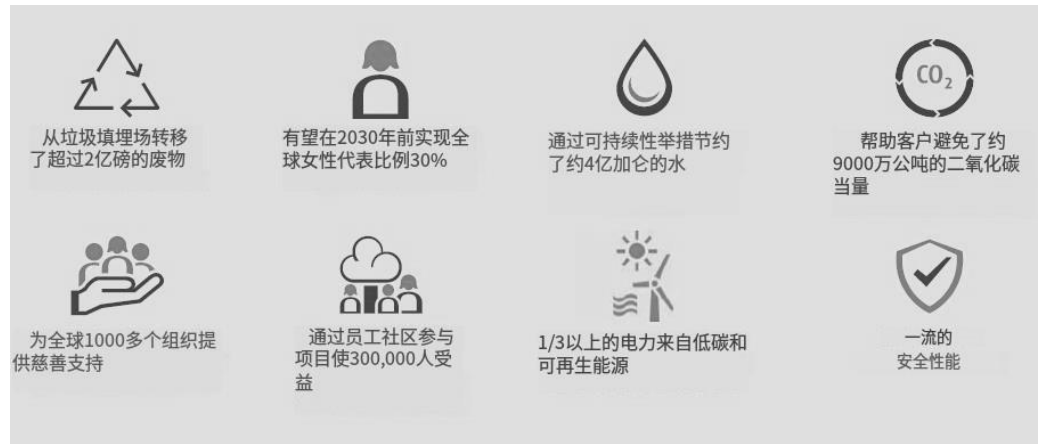 从垃圾填埋场转移
了超过2亿磅的废物
有望在2030年前实现全
球女性代表比例30%
通过可持续性举措节约
了约4亿加仑的水
CO₂
帮助客户避免了约
9000万公吨的二氧化碳
当量
为全球1000多个组织提
供慈善支持
通过员工社区参与
项目使300,000人受
益
1/3以上的电力来自低碳和
可再生能源
一流的
安全性能